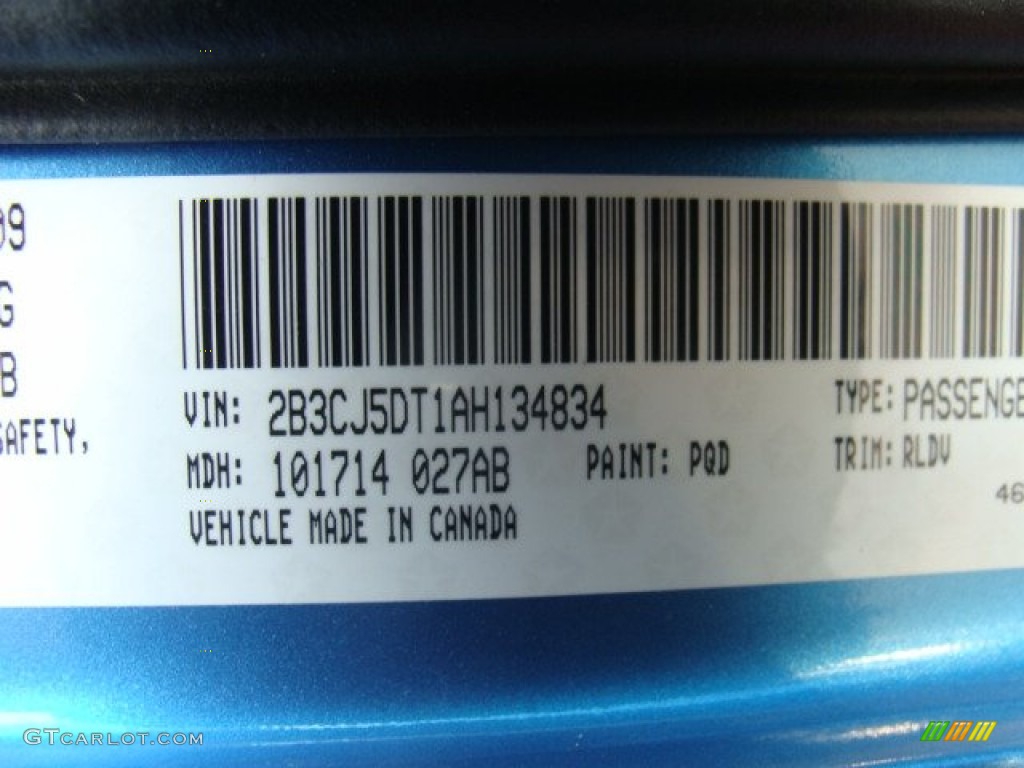 09
G
B
SAFETY,
VIN: 2B3CJ5DT1AH134834
TYPE: PASSENGE
MDH: 101714 027AB
PAINT: PQD
TRIM: RLDV
VEHICLE MADE IN CANADA
46
GTCARLOT.COM